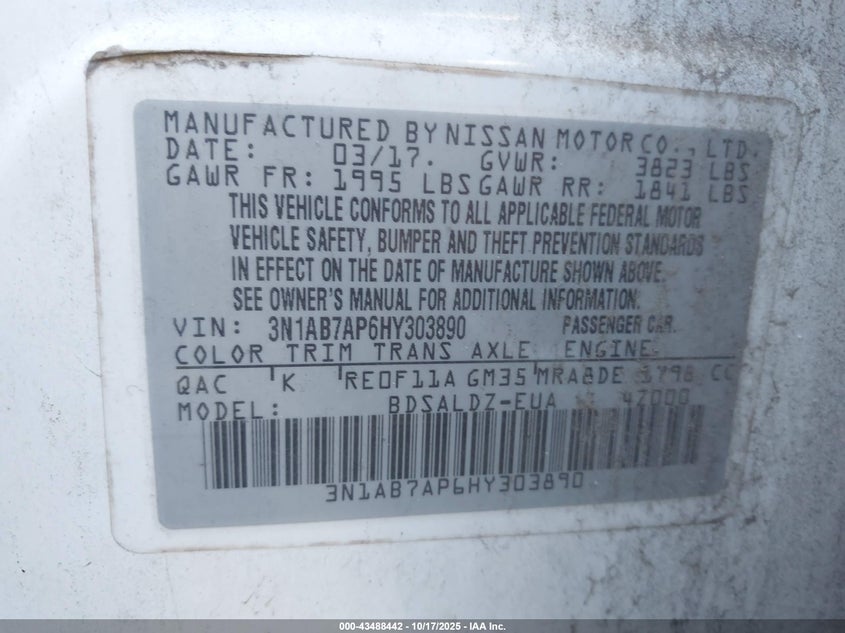 MANUFACTURED BY NISSAN MOTOR CO., LTD.
DATE: 03/17. GVWR: 3823 LBS
GAWR FR: 1995 LBS GAWR RR: 1841 LBS
THIS VEHICLE CONFORMS TO ALL APPLICABLE FEDERAL MOTOR
VEHICLE SAFETY, BUMPER AND THEFT PREVENTION STANDARDS
IN EFFECT ON THE DATE OF MANUFACTURE SHOWN ABOVE.
SEE OWNER'S MANUAL FOR ADDITIONAL INFORMATION.
VIN: 3N1AB7AP6HY303890 PASSENGER CAR.
COLOR TRIM TRANS AXLE ENGINE
QAC K RE0F11A GM35 MRA8DE 1798 CC
MODEL: BDSALDZ-EUA 47000
3N1AB7AP6HY303890
000-43488442 - 10/17/2025 - IAA Inc.